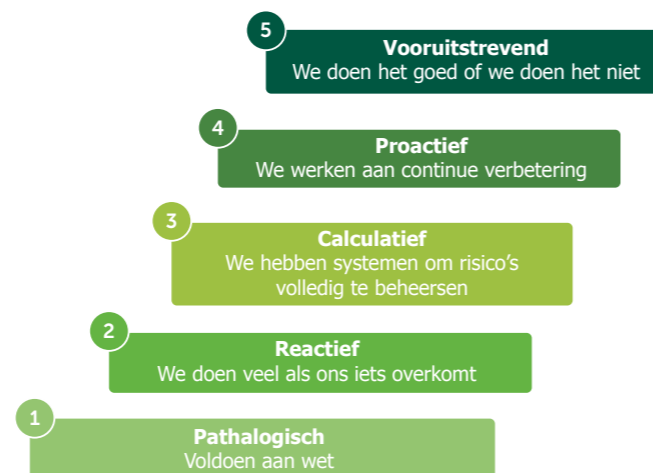 5
Vooruitstrevend
We doen het goed of we doen het niet
4
Proactief
We werken aan continue verbetering
3
Calculatief
We hebben systemen om risico's
volledig te beheersen
2
Reactief
We doen veel als ons iets overkomt
1
Pathalogisch
Voldoen aan wet